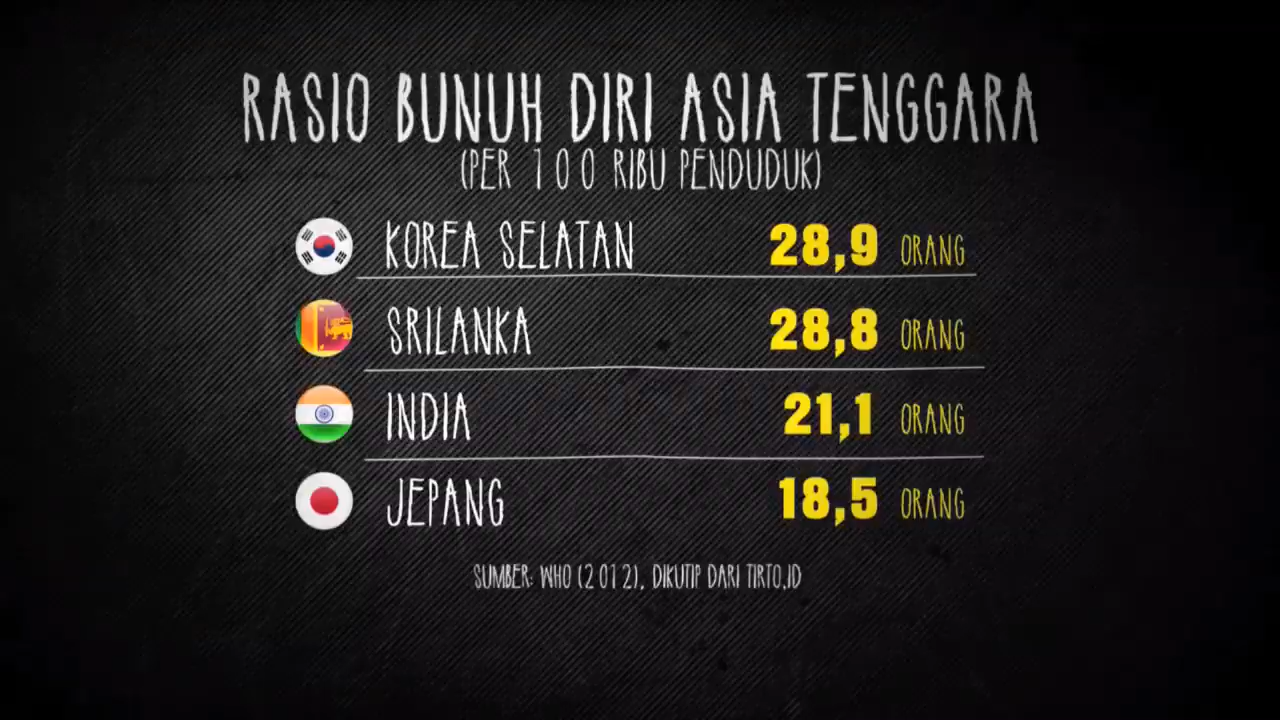 RASIO BUNUH DIRI ASIA TENGGARA
(PER 100 RIBU PENDUDUK)
KOREA SELATAN 28,9 ORANG
SRILANKA 28,8 ORANG
INDIA 21,1 ORANG
JEPANG 18,5 ORANG
SUMBER: WHO (2012), DIKUTIP DARI TIRTO,ID